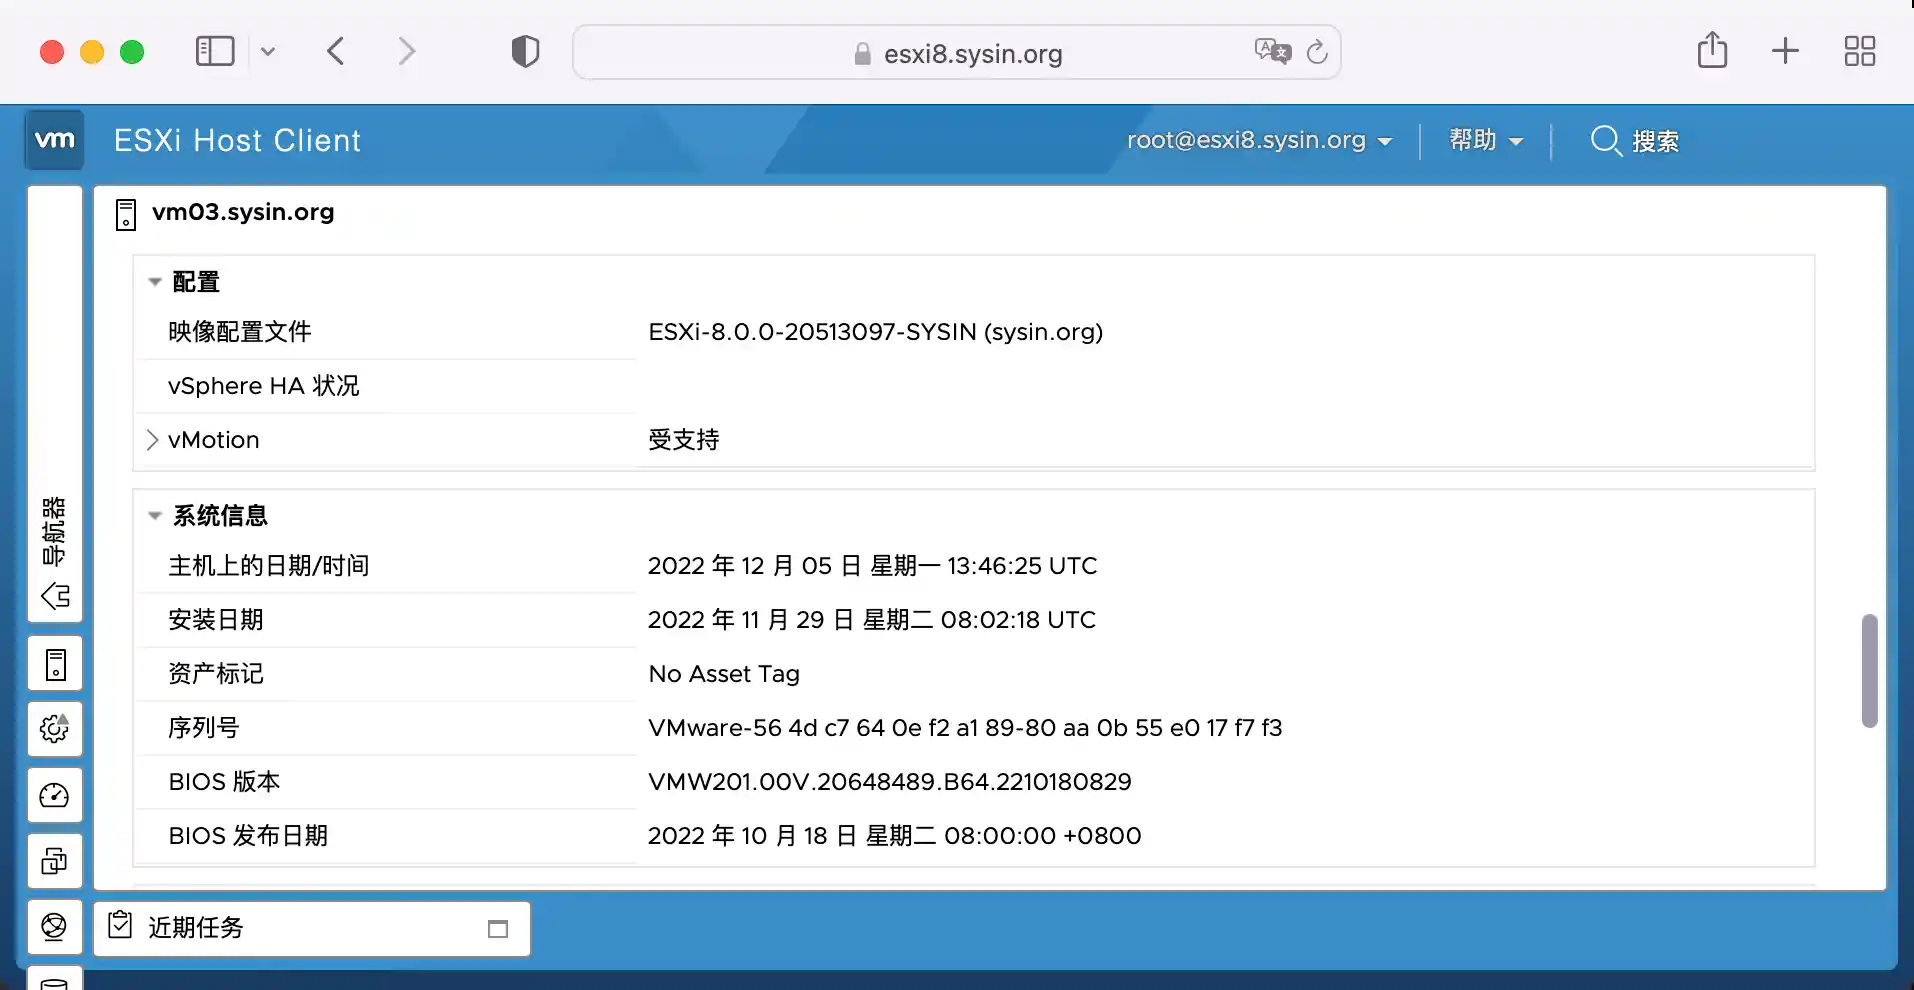 esxi8.sysin.org
vm ESXi Host Client root@esxi8.sysin.org 帮助 搜索
vm03.sysin.org
配置
映像配置文件 ESXi-8.0.0-20513097-SYSIN (sysin.org)
vSphere HA 状况
vMotion 受支持
导航器
系统信息
主机上的日期/时间 2022 年 12 月 05 日 星期一 13:46:25 UTC
安装日期 2022 年 11 月 29 日 星期二 08:02:18 UTC
资产标记 No Asset Tag
序列号 VMware-56 4d c7 64 0e f2 a1 89-80 aa 0b 55 e0 17 f7 f3
BIOS 版本 VMW201.00V.20648489.B64.2210180829
BIOS 发布日期 2022 年 10 月 18 日 星期二 08:00:00 +0800
近期任务